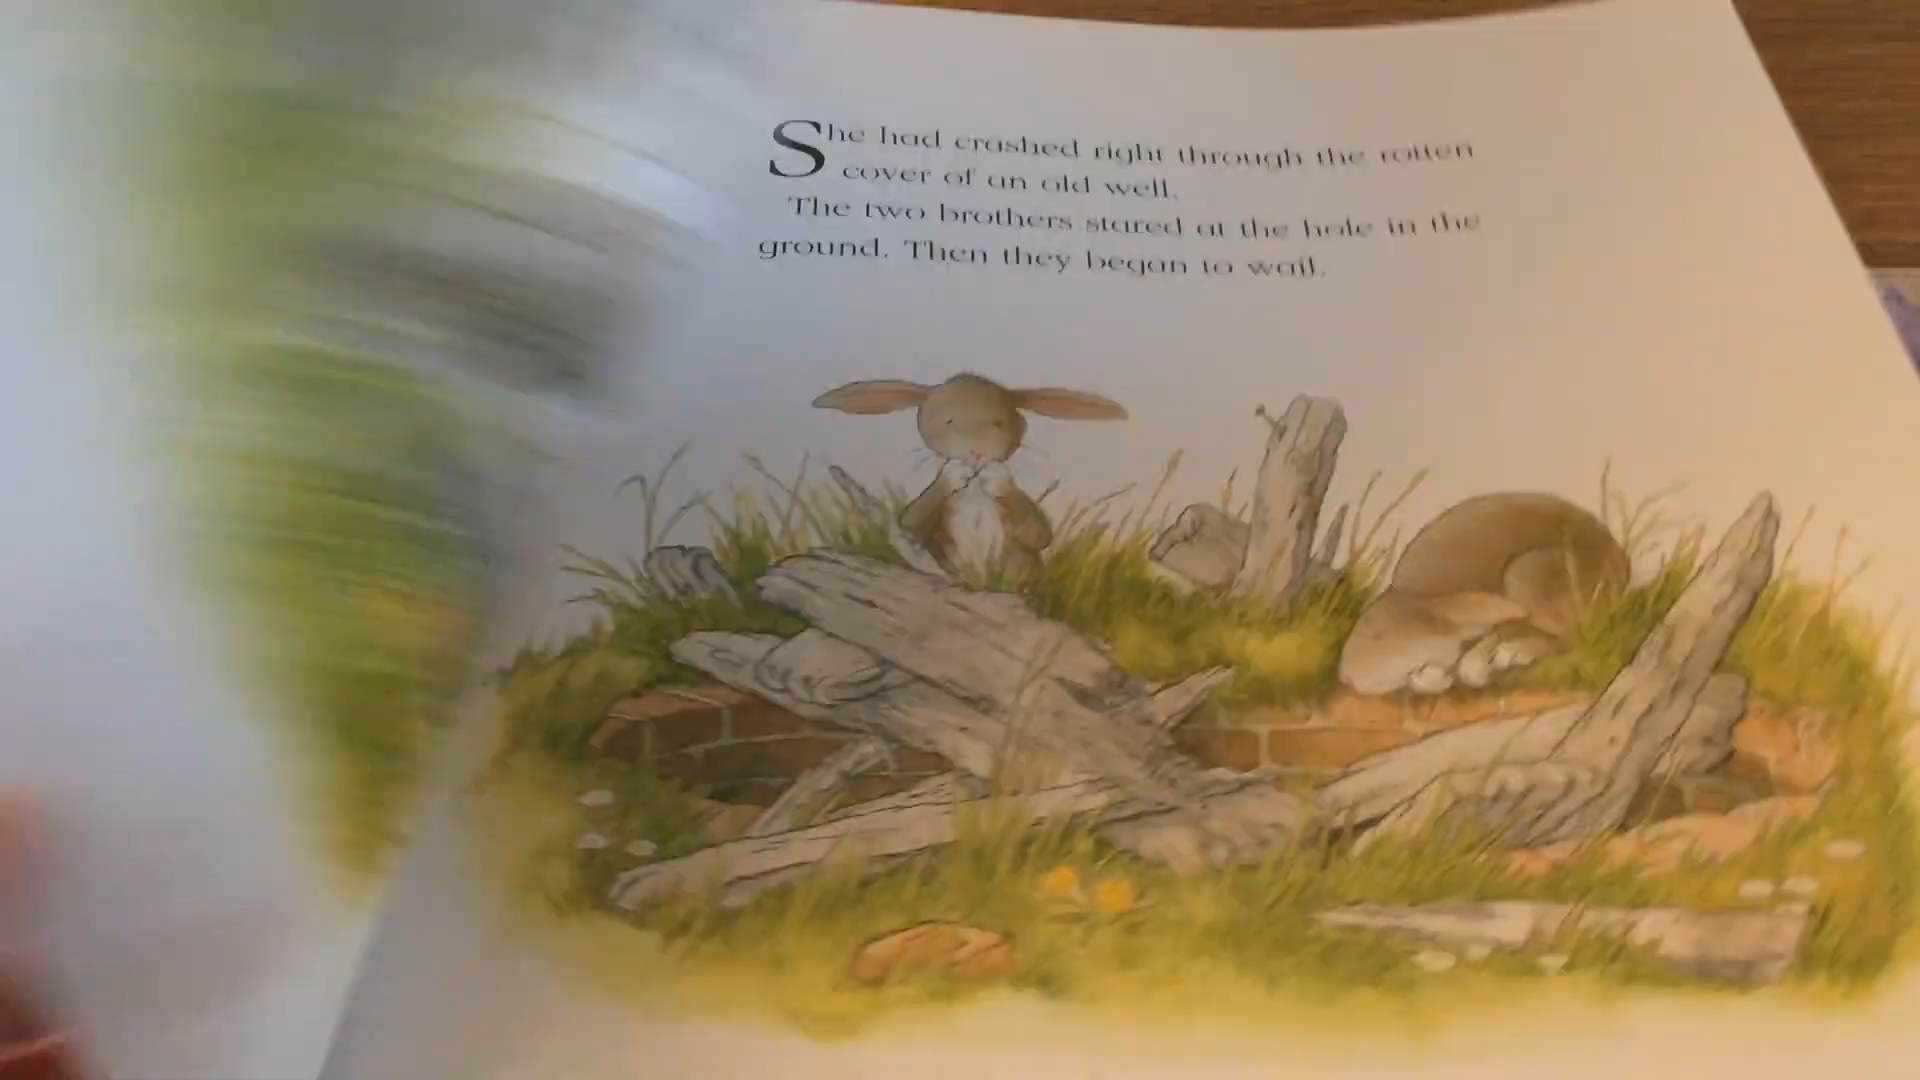 She had crashed right through the rotten
cover of an old well.
The two brothers stared at the hole in the
ground. Then they began to wail.